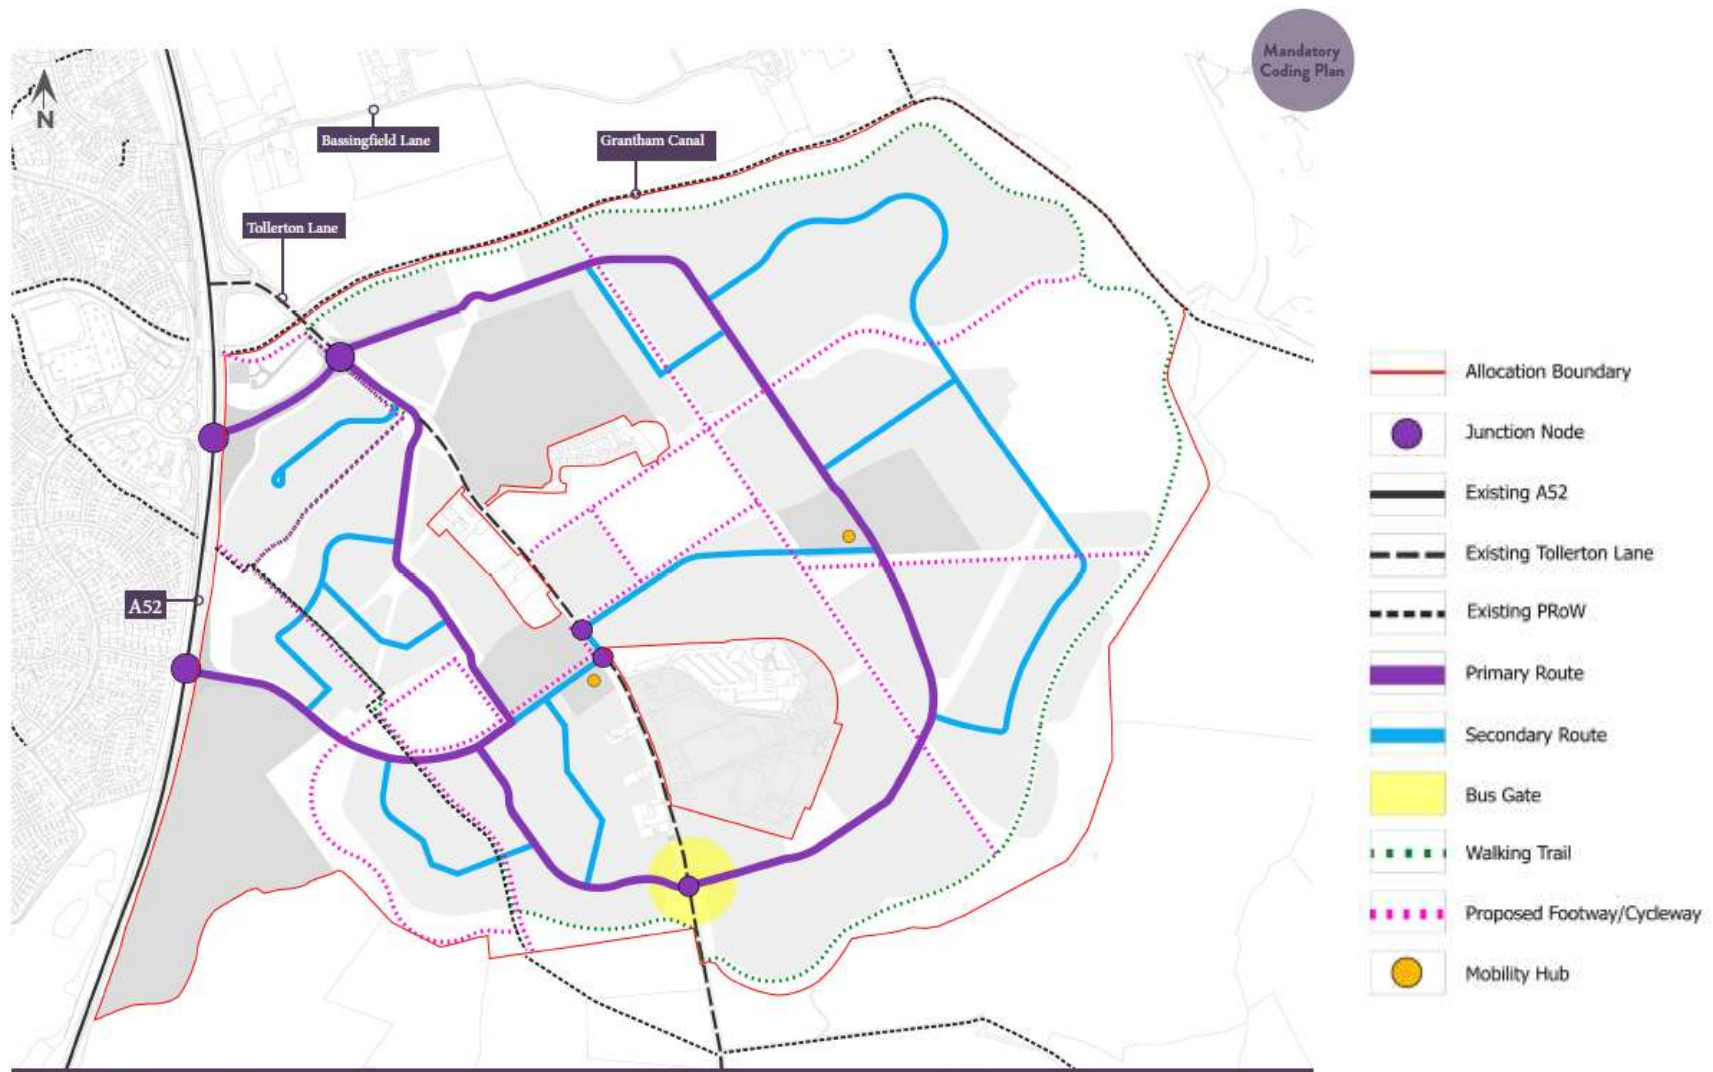 Mandatory
Coding Plan
N
Bassingfield Lane
Grantham Canal
Tollerton Lane
A52
Allocation Boundary
Junction Node
Existing A52
Existing Tollerton Lane
Existing PRoW
Primary Route
Secondary Route
Bus Gate
Walking Trail
Proposed Footway/Cycleway
Mobility Hub